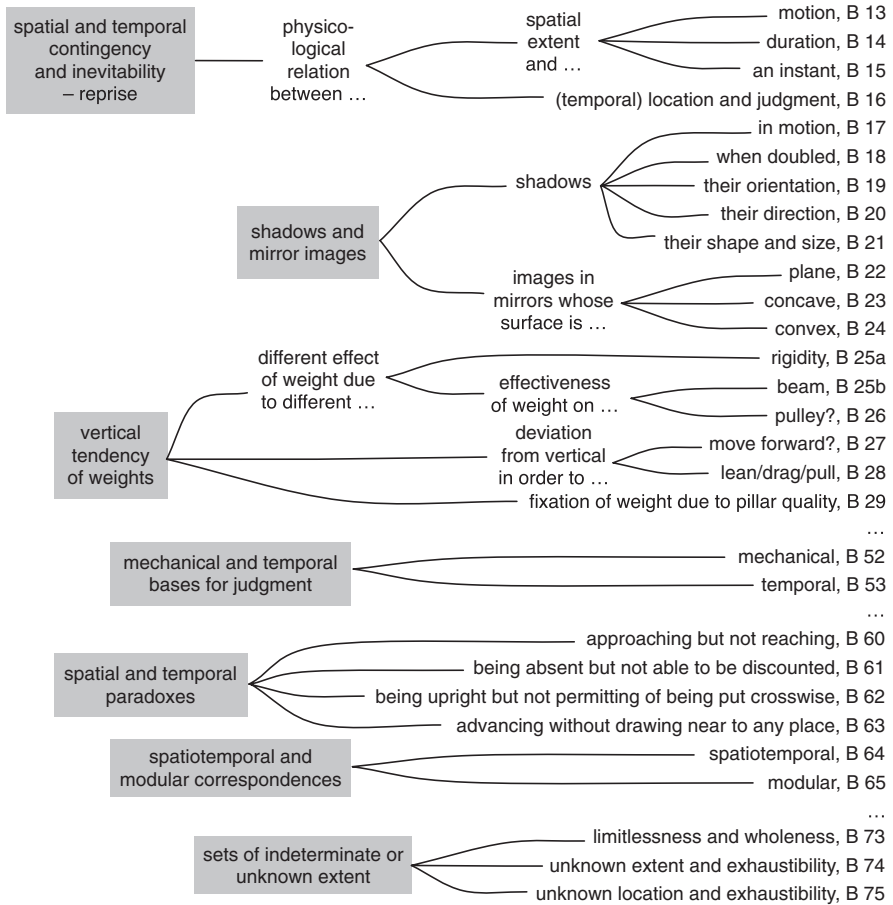 spatial and temporal
contingency
and inevitability
– reprise
physico-
logical
relation
between …
spatial
extent
and …
motion, B 13
duration, B 14
an instant, B 15
(temporal) location and judgment, B 16
shadows and
mirror images
shadows
in motion, B 17
when doubled, B 18
their orientation, B 19
their direction, B 20
their shape and size, B 21
images in
mirrors whose
surface is …
plane, B 22
concave, B 23
convex, B 24
vertical
tendency
of weights
different effect
of weight due
to different …
rigidity, B 25a
effectiveness
of weight on …
beam, B 25b
pulley?, B 26
deviation
from vertical
in order to …
move forward?, B 27
lean/drag/pull, B 28
fixation of weight due to pillar quality, B 29
…
mechanical and temporal
bases for judgment
mechanical, B 52
temporal, B 53
…
spatial and temporal
paradoxes
approaching but not reaching, B 60
being absent but not able to be discounted, B 61
being upright but not permitting of being put crosswise, B 62
advancing without drawing near to any place, B 63
spatiotemporal and
modular correspondences
spatiotemporal, B 64
modular, B 65
…
sets of indeterminate or
unknown extent
limitlessness and wholeness, B 73
unknown extent and exhaustibility, B 74
unknown location and exhaustibility, B 75